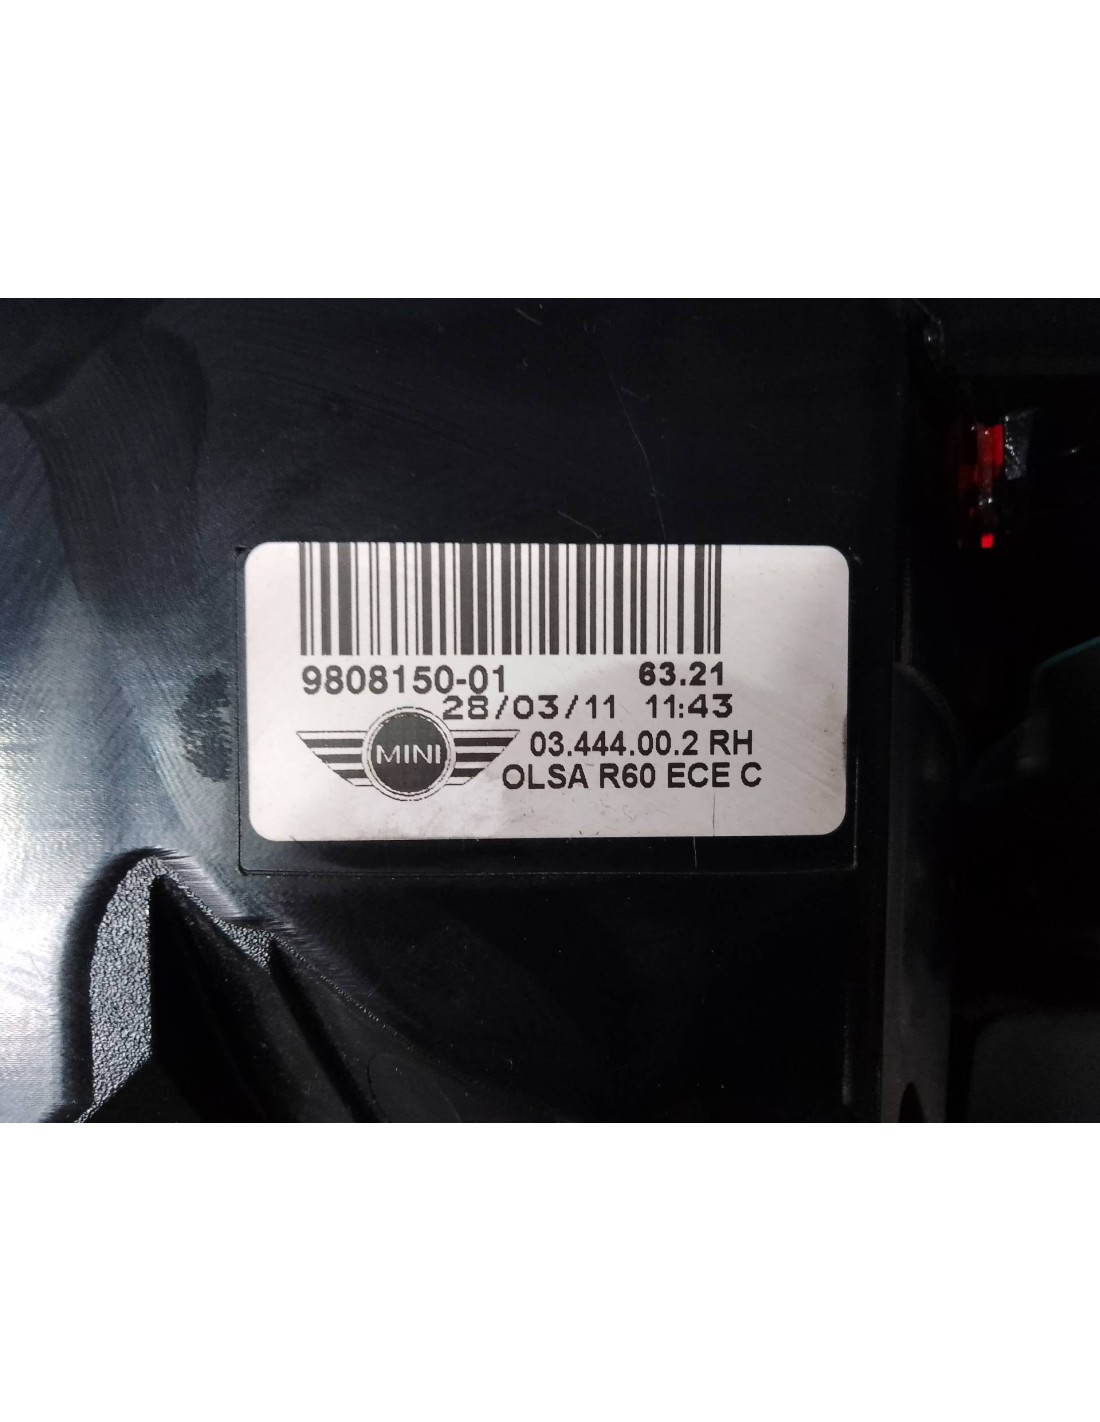 9808150-01 63.21
28/03/11 11:43
MINI
03.444.00.2 RH
OLSA R60 ECE C